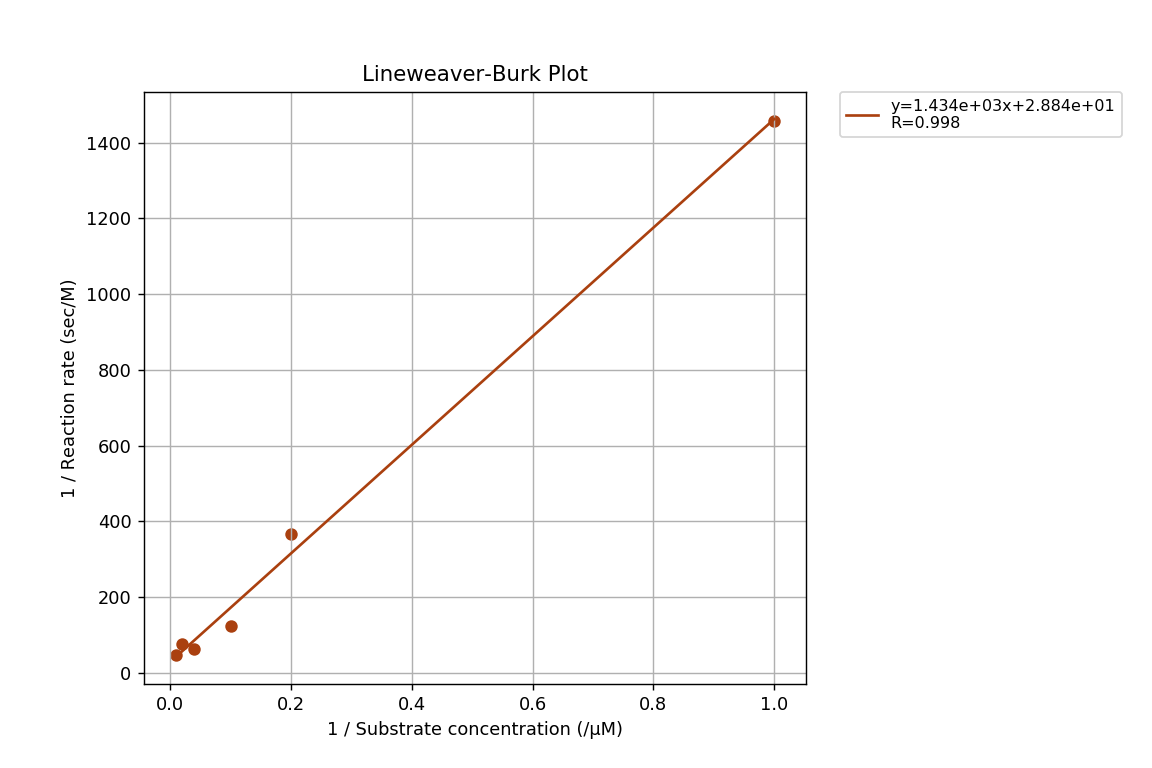 Lineweaver-Burk Plot
y=1.434e+03x+2.884e+01
R=0.998
1400
1200
1000
800
600
400
200
0
1 / Reaction rate (sec/M)
0.0 0.2 0.4 0.6 0.8 1.0
1 / Substrate concentration (/μM)